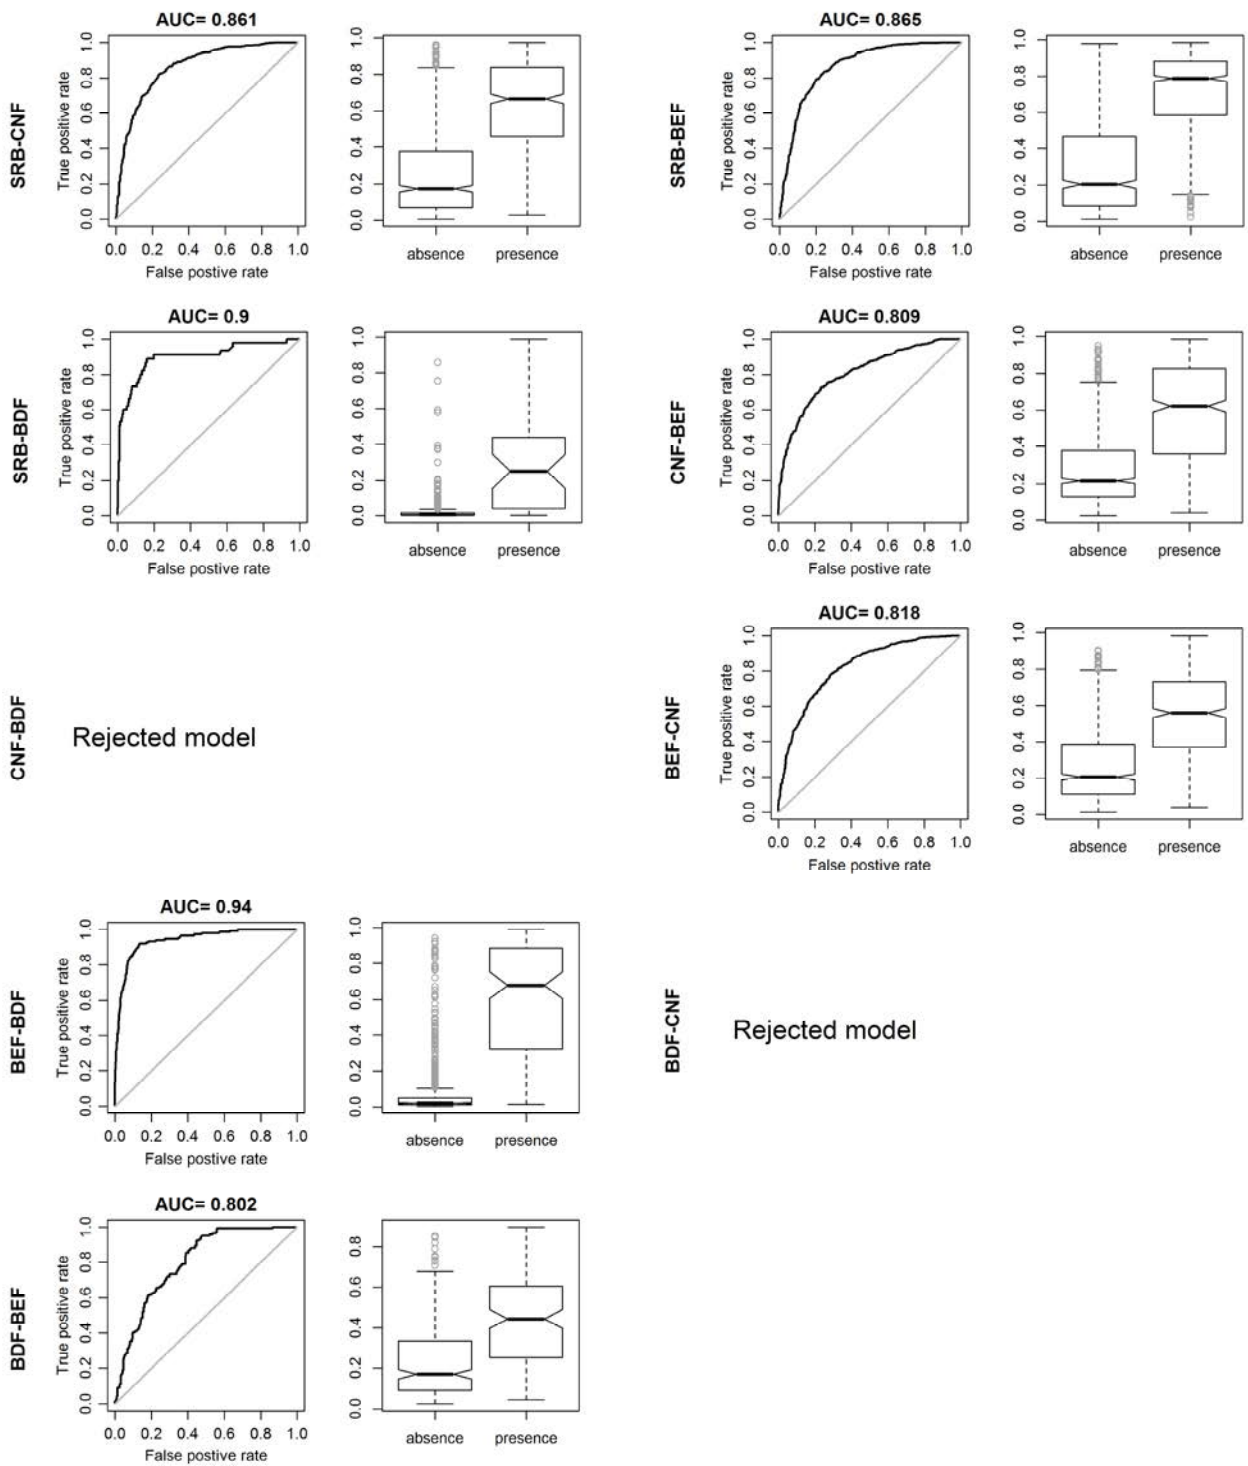 AUC= 0.861
SRB-CNF
True positive rate
0.0 0.2 0.4 0.6 0.8 1.0
0.0 0.2 0.4 0.6 0.8 1.0
False postive rate
0.0 0.2 0.4 0.6 0.8 1.0
absence presence
AUC= 0.865
SRB-BEF
True positive rate
0.0 0.2 0.4 0.6 0.8 1.0
0.0 0.2 0.4 0.6 0.8 1.0
False postive rate
0.0 0.2 0.4 0.6 0.8 1.0
absence presence
AUC= 0.9
SRB-BDF
True positive rate
0.0 0.2 0.4 0.6 0.8 1.0
0.0 0.2 0.4 0.6 0.8 1.0
False postive rate
0.0 0.2 0.4 0.6 0.8 1.0
absence presence
AUC= 0.809
CNF-BEF
True positive rate
0.0 0.2 0.4 0.6 0.8 1.0
0.0 0.2 0.4 0.6 0.8 1.0
False postive rate
0.0 0.2 0.4 0.6 0.8 1.0
absence presence
CNF-BDF
Rejected model
AUC= 0.818
BEF-CNF
True positive rate
0.0 0.2 0.4 0.6 0.8 1.0
0.0 0.2 0.4 0.6 0.8 1.0
False postive rate
0.0 0.2 0.4 0.6 0.8 1.0
absence presence
AUC= 0.94
BEF-BDF
True positive rate
0.0 0.2 0.4 0.6 0.8 1.0
0.0 0.2 0.4 0.6 0.8 1.0
False postive rate
0.0 0.2 0.4 0.6 0.8 1.0
absence presence
BDF-CNF
Rejected model
AUC= 0.802
BDF-BEF
True positive rate
0.0 0.2 0.4 0.6 0.8 1.0
0.0 0.2 0.4 0.6 0.8 1.0
False postive rate
0.0 0.2 0.4 0.6 0.8
absence presence